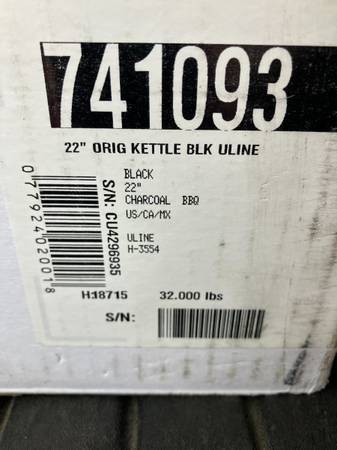 741093
22" ORIG KETTLE BLK ULINE
BLACK
22"
CHARCOAL BBQ
US/CA/MX
ULINE
H-3554
0 77924 02001 8
S/N: CU4296935
H:18715 32.000 lbs
S/N: